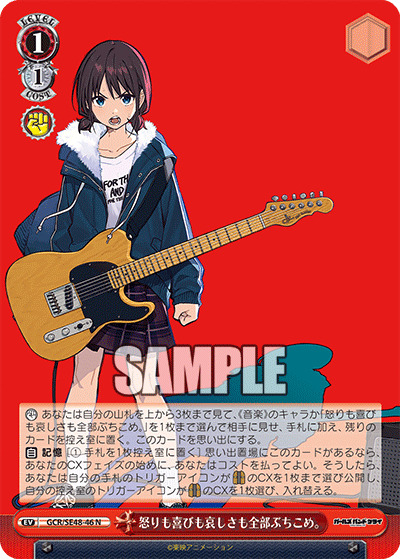 LEVEL
1
1
COST
FOR TH
AND
SAMPLE
あなたは自分の山札を上から3枚まで見て、《音楽》のキャラか「怒りも喜び
も哀しさも全部ぶちこめ。」を1枚まで選んで相手に見せ、手札に加え、残りの
カードを控え室に置く。このカードを思い出にする。
自 記憶 [① 手札を1枚控え室に置く] 思い出置場にこのカードがあるなら、
あなたのCXフェイズの始めに、あなたはコストを払ってよい。そうしたら、
あなたは自分の手札のトリガーアイコンが のCXを1枚選び公開し、
自分の控え室のトリガーアイコンが のCXを1枚選び、入れ替える。
EV GCR/SE48-46 N 怒りも喜びも哀しさも全部ぶちこめ。 ガールズバンドクライ
©東映アニメーション